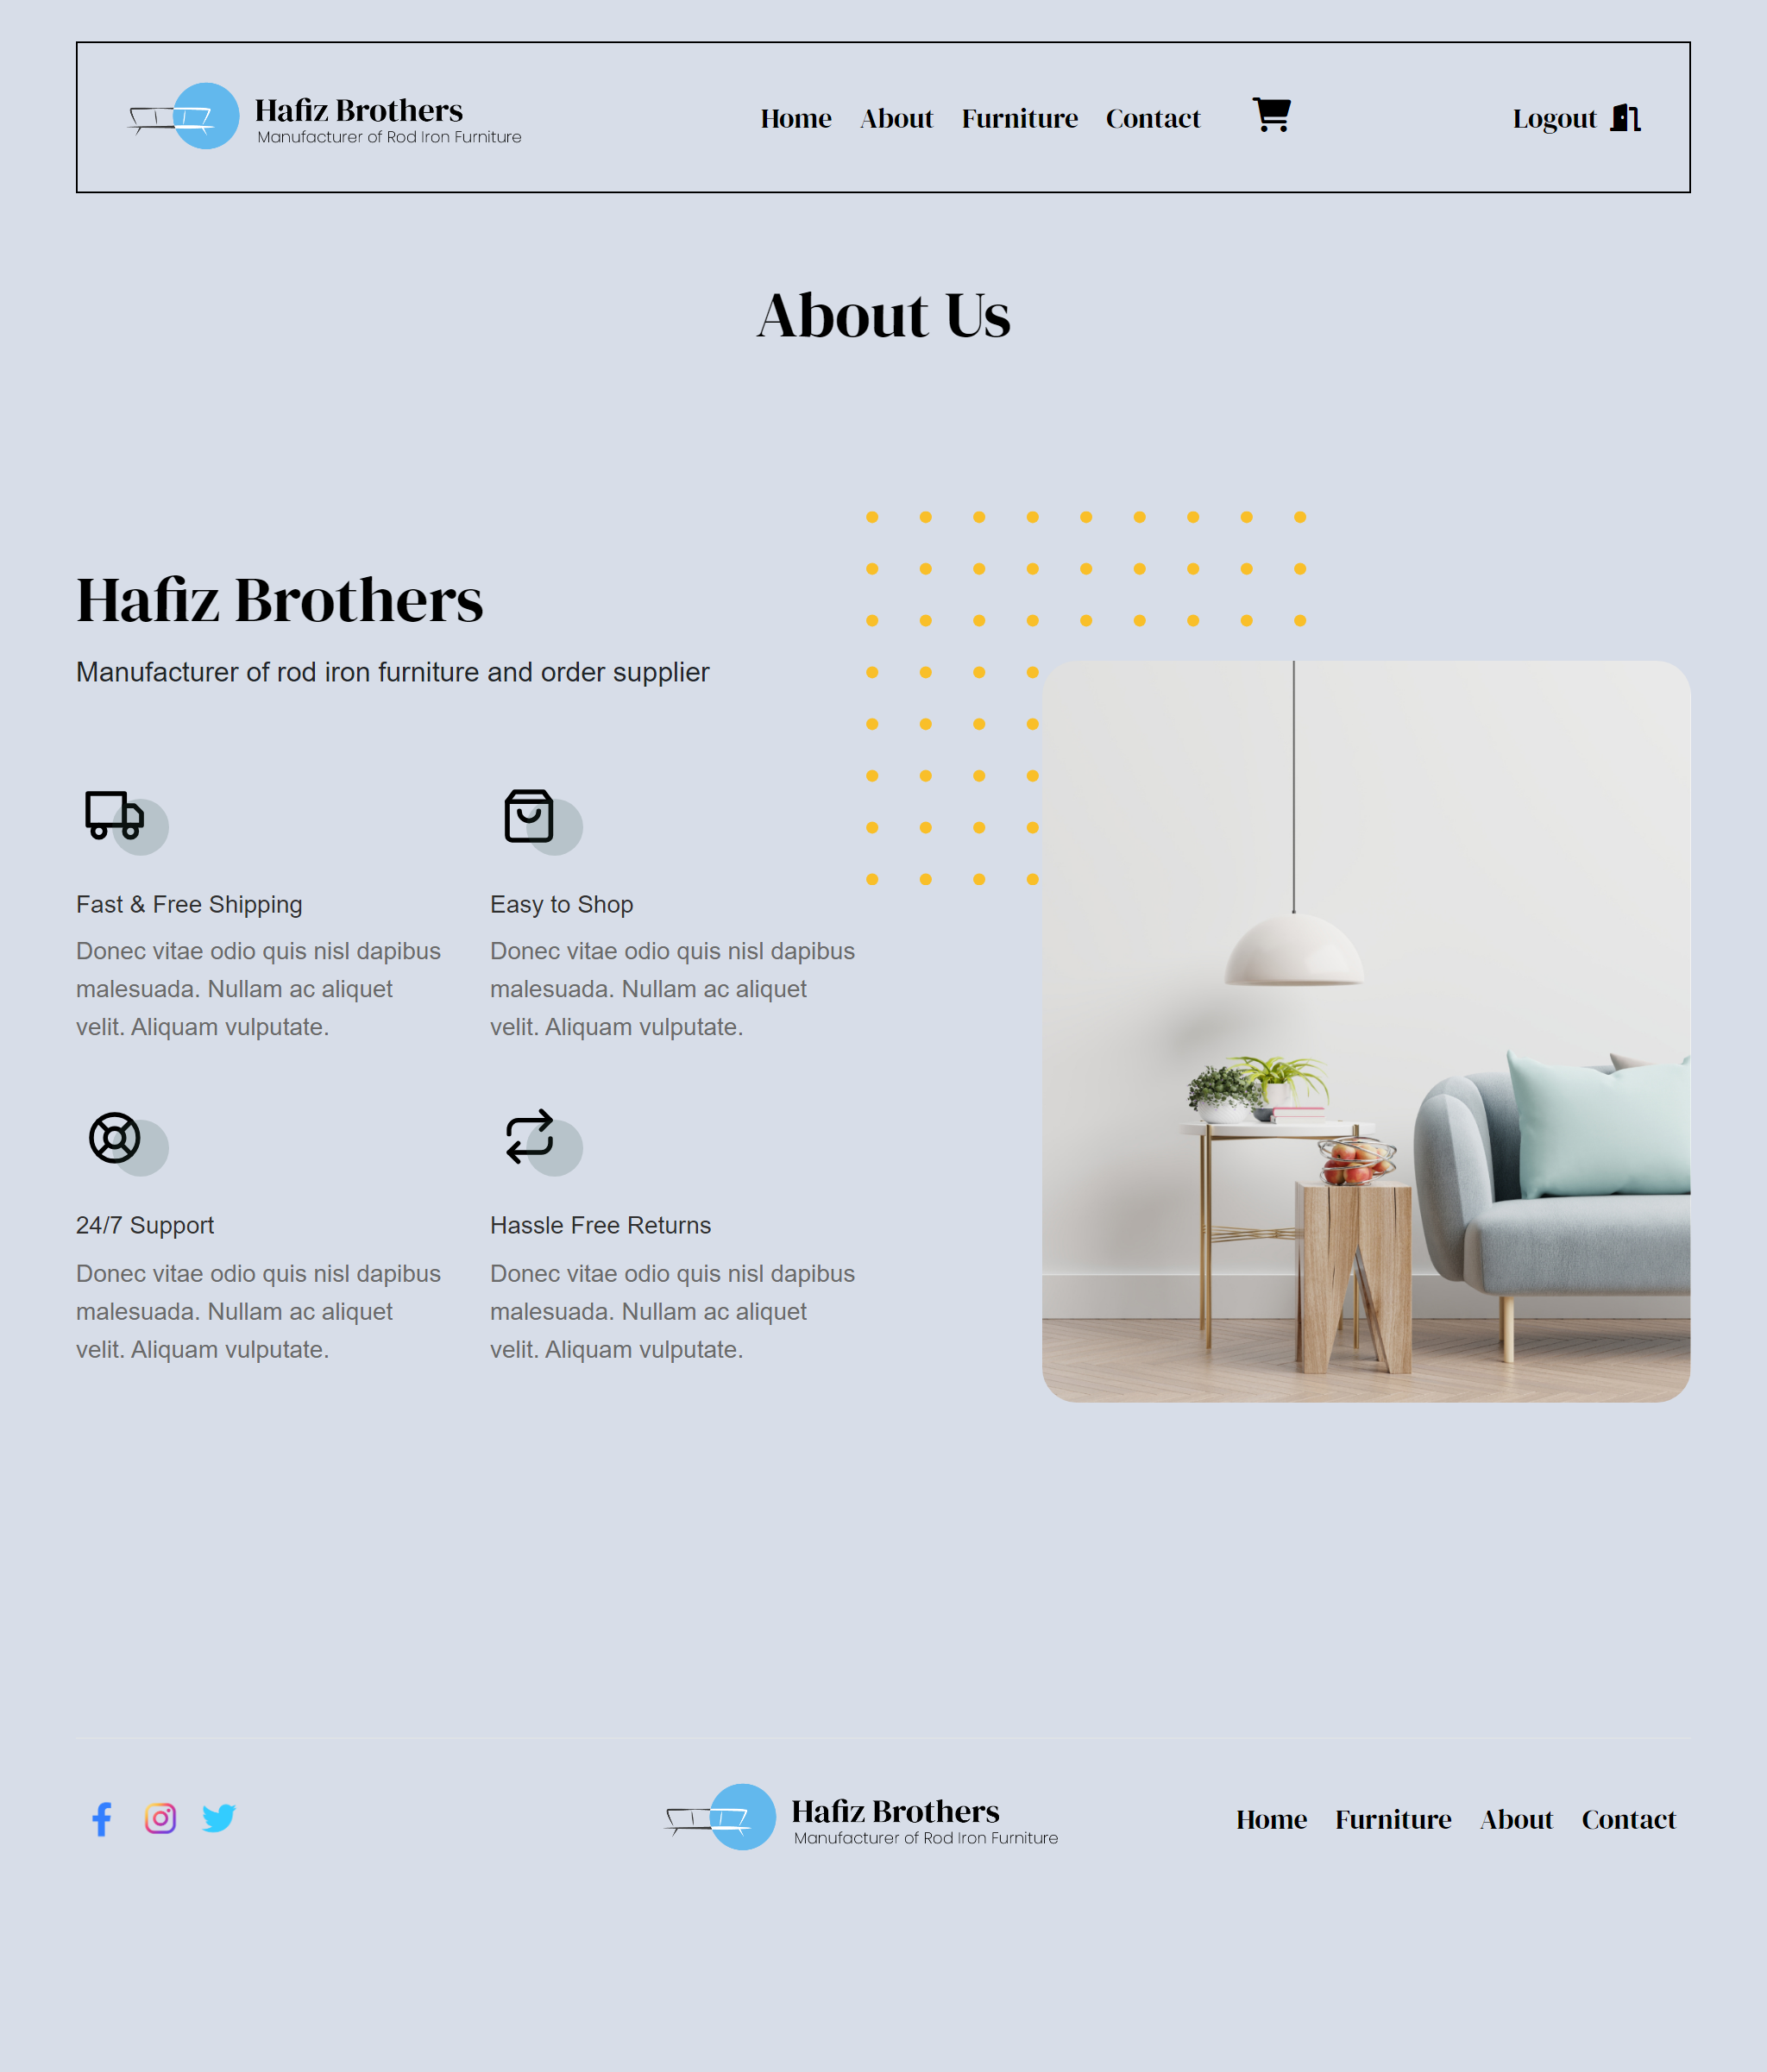 Hafiz Brothers
Manufacturer of Rod Iron Furniture
Home About Furniture Contact
Logout
About Us
Hafiz Brothers
Manufacturer of rod iron furniture and order supplier
Fast & Free Shipping
Donec vitae odio quis nisl dapibus
malesuada. Nullam ac aliquet
velit. Aliquam vulputate.
Easy to Shop
Donec vitae odio quis nisl dapibus
malesuada. Nullam ac aliquet
velit. Aliquam vulputate.
24/7 Support
Donec vitae odio quis nisl dapibus
malesuada. Nullam ac aliquet
velit. Aliquam vulputate.
Hassle Free Returns
Donec vitae odio quis nisl dapibus
malesuada. Nullam ac aliquet
velit. Aliquam vulputate.
Hafiz Brothers
Manufacturer of Rod Iron Furniture
Home Furniture About Contact